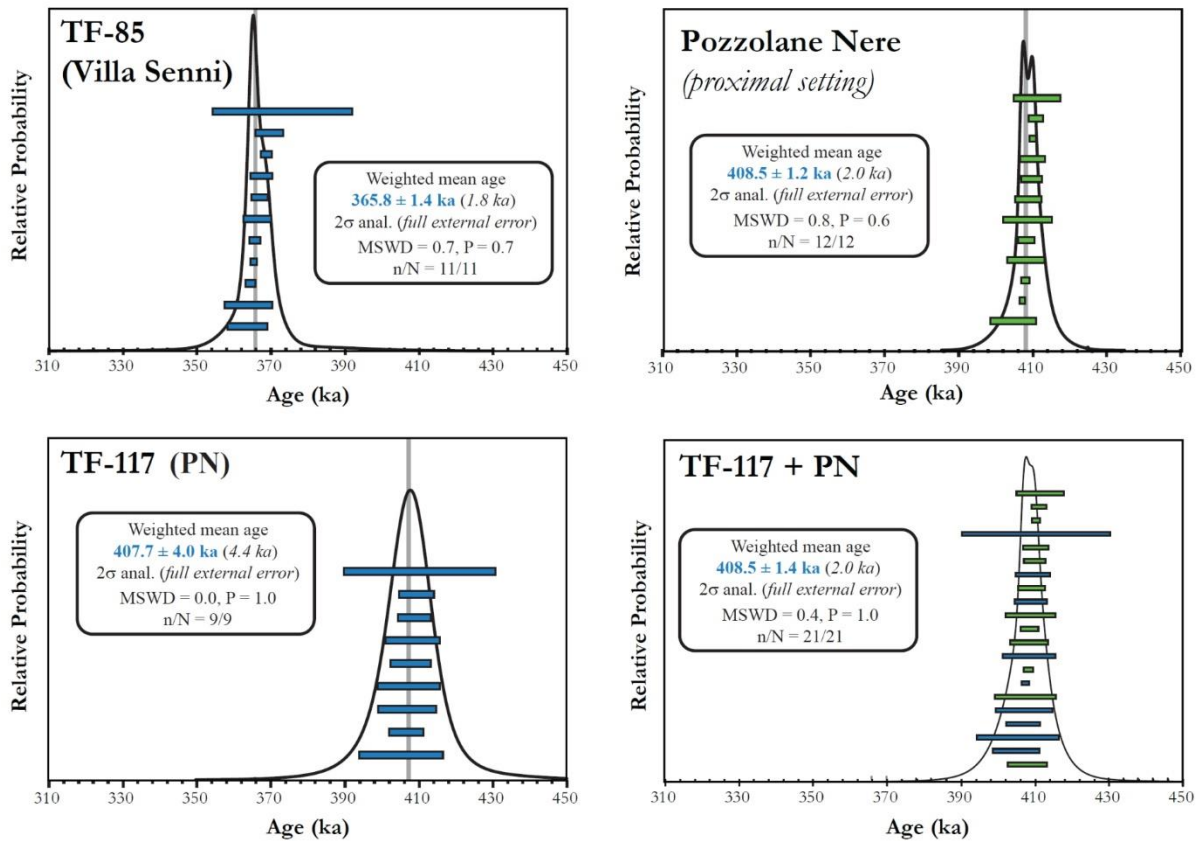 TF-85
(Villa Senni)
Relative Probability
Weighted mean age
365.8 ± 1.4 ka (1.8 ka)
2σ anal. (full external error)
MSWD = 0.7, P = 0.7
n/N = 11/11
310 330 350 370 390 410 430 450
Age (ka)
Pozzolane Nere
(proximal setting)
Relative Probability
Weighted mean age
408.5 ± 1.2 ka (2.0 ka)
2σ anal. (full external error)
MSWD = 0.8, P = 0.6
n/N = 12/12
310 330 350 370 390 410 430 450
Age (ka)
TF-117 (PN)
Relative Probability
Weighted mean age
407.7 ± 4.0 ka (4.4 ka)
2σ anal. (full external error)
MSWD = 0.0, P = 1.0
n/N = 9/9
310 330 350 370 390 410 430 450
Age (ka)
TF-117 + PN
Relative Probability
Weighted mean age
408.5 ± 1.4 ka (2.0 ka)
2σ anal. (full external error)
MSWD = 0.4, P = 1.0
n/N = 21/21
310 330 350 370 390 410 430 450
Age (ka)